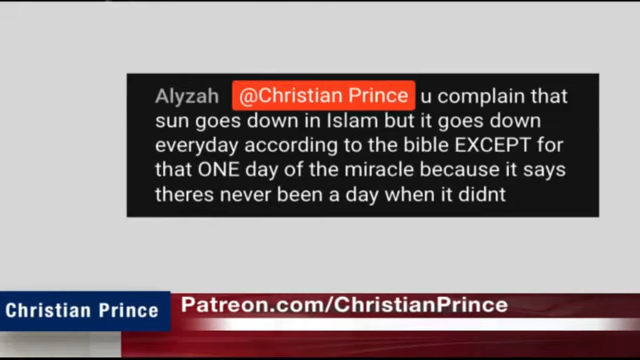 Alyzah @Christian Prince u complain that
sun goes down in Islam but it goes down
everyday according to the bible EXCEPT for
that ONE day of the miracle because it says
theres never been a day when it didnt
Patreon.com/ChristianPrince
Christian Prince